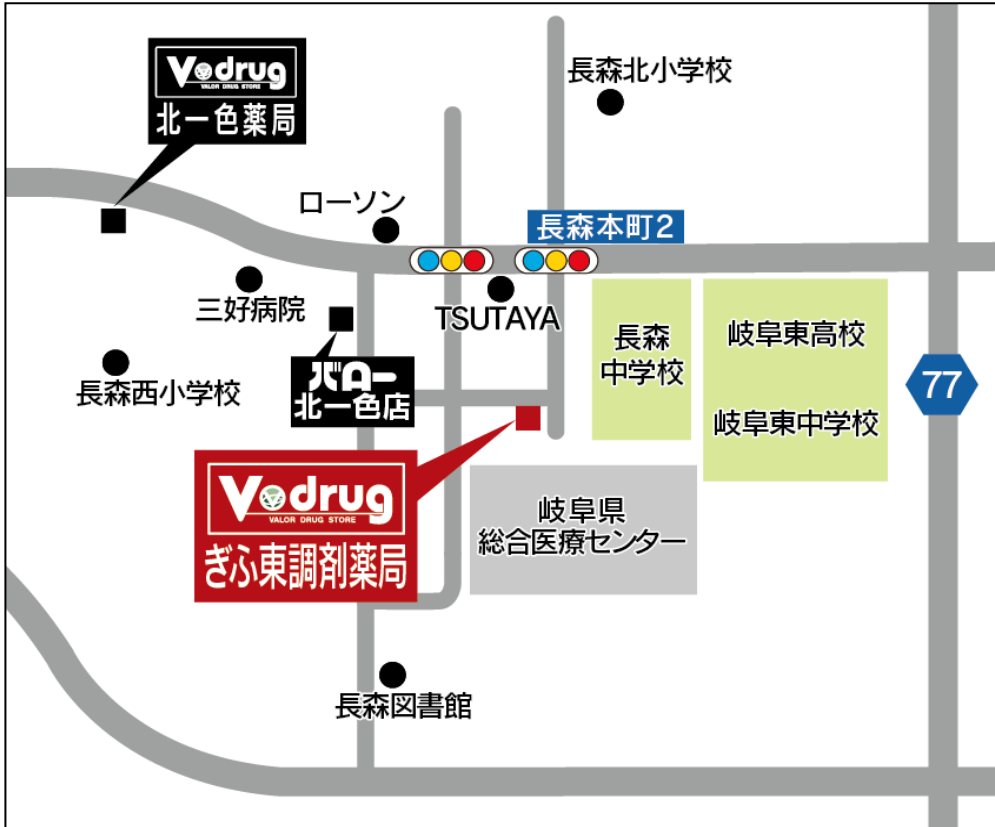 Vdrug
VALOR DRUG STORE
北一色薬局
長森北小学校
ローソン
長森本町2
三好病院
TSUTAYA
長森
中学校
岐阜東高校
岐阜東中学校
77
長森西小学校
バロー
北一色店
Vdrug
VALOR DRUG STORE
ぎふ東調剤薬局
岐阜県
総合医療センター
長森図書館